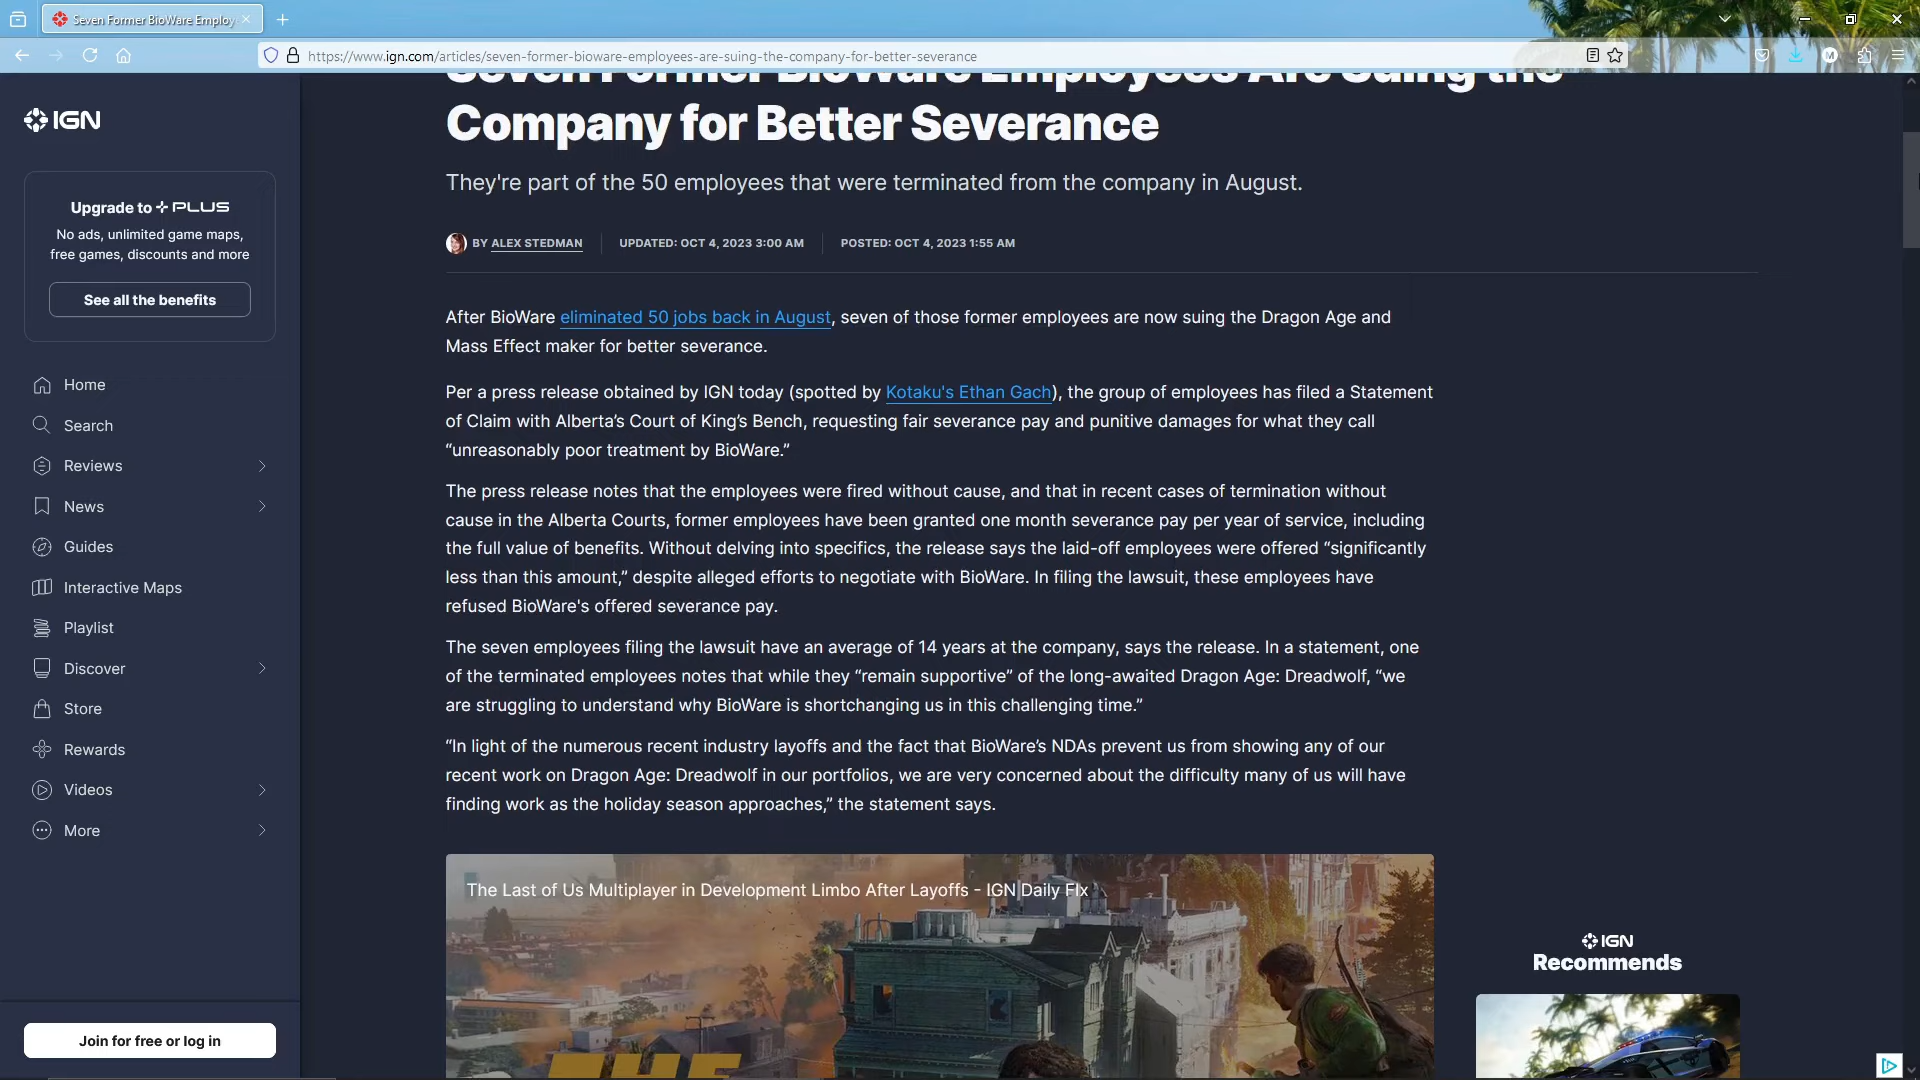 Seven Former BioWare Employ
https://www.ign.com/articles/seven-former-bioware-employees-are-suing-the-company-for-better-severance
M
IGN
Upgrade to PLUS
No ads, unlimited game maps,
free games, discounts and more
See all the benefits
Home
Search
Reviews
News
Guides
Interactive Maps
Playlist
Discover
Store
Rewards
Videos
More
Join for free or log in
Seven Former BioWare Employees Are Suing the
Company for Better Severance
They're part of the 50 employees that were terminated from the company in August.
BY ALEX STEDMAN
UPDATED: OCT 4, 2023 3:00 AM
POSTED: OCT 4, 2023 1:55 AM
After BioWare eliminated 50 jobs back in August, seven of those former employees are now suing the Dragon Age and
Mass Effect maker for better severance.
Per a press release obtained by IGN today (spotted by Kotaku's Ethan Gach), the group of employees has filed a Statement
of Claim with Alberta’s Court of King’s Bench, requesting fair severance pay and punitive damages for what they call
“unreasonably poor treatment by BioWare.”
The press release notes that the employees were fired without cause, and that in recent cases of termination without
cause in the Alberta Courts, former employees have been granted one month severance pay per year of service, including
the full value of benefits. Without delving into specifics, the release says the laid-off employees were offered “significantly
less than this amount,” despite alleged efforts to negotiate with BioWare. In filing the lawsuit, these employees have
refused BioWare's offered severance pay.
The seven employees filing the lawsuit have an average of 14 years at the company, says the release. In a statement, one
of the terminated employees notes that while they “remain supportive” of the long-awaited Dragon Age: Dreadwolf, “we
are struggling to understand why BioWare is shortchanging us in this challenging time.”
“In light of the numerous recent industry layoffs and the fact that BioWare’s NDAs prevent us from showing any of our
recent work on Dragon Age: Dreadwolf in our portfolios, we are very concerned about the difficulty many of us will have
finding work as the holiday season approaches,” the statement says.
The Last of Us Multiplayer in Development Limbo After Layoffs - IGN Daily FIx
THE
IGN
Recommends